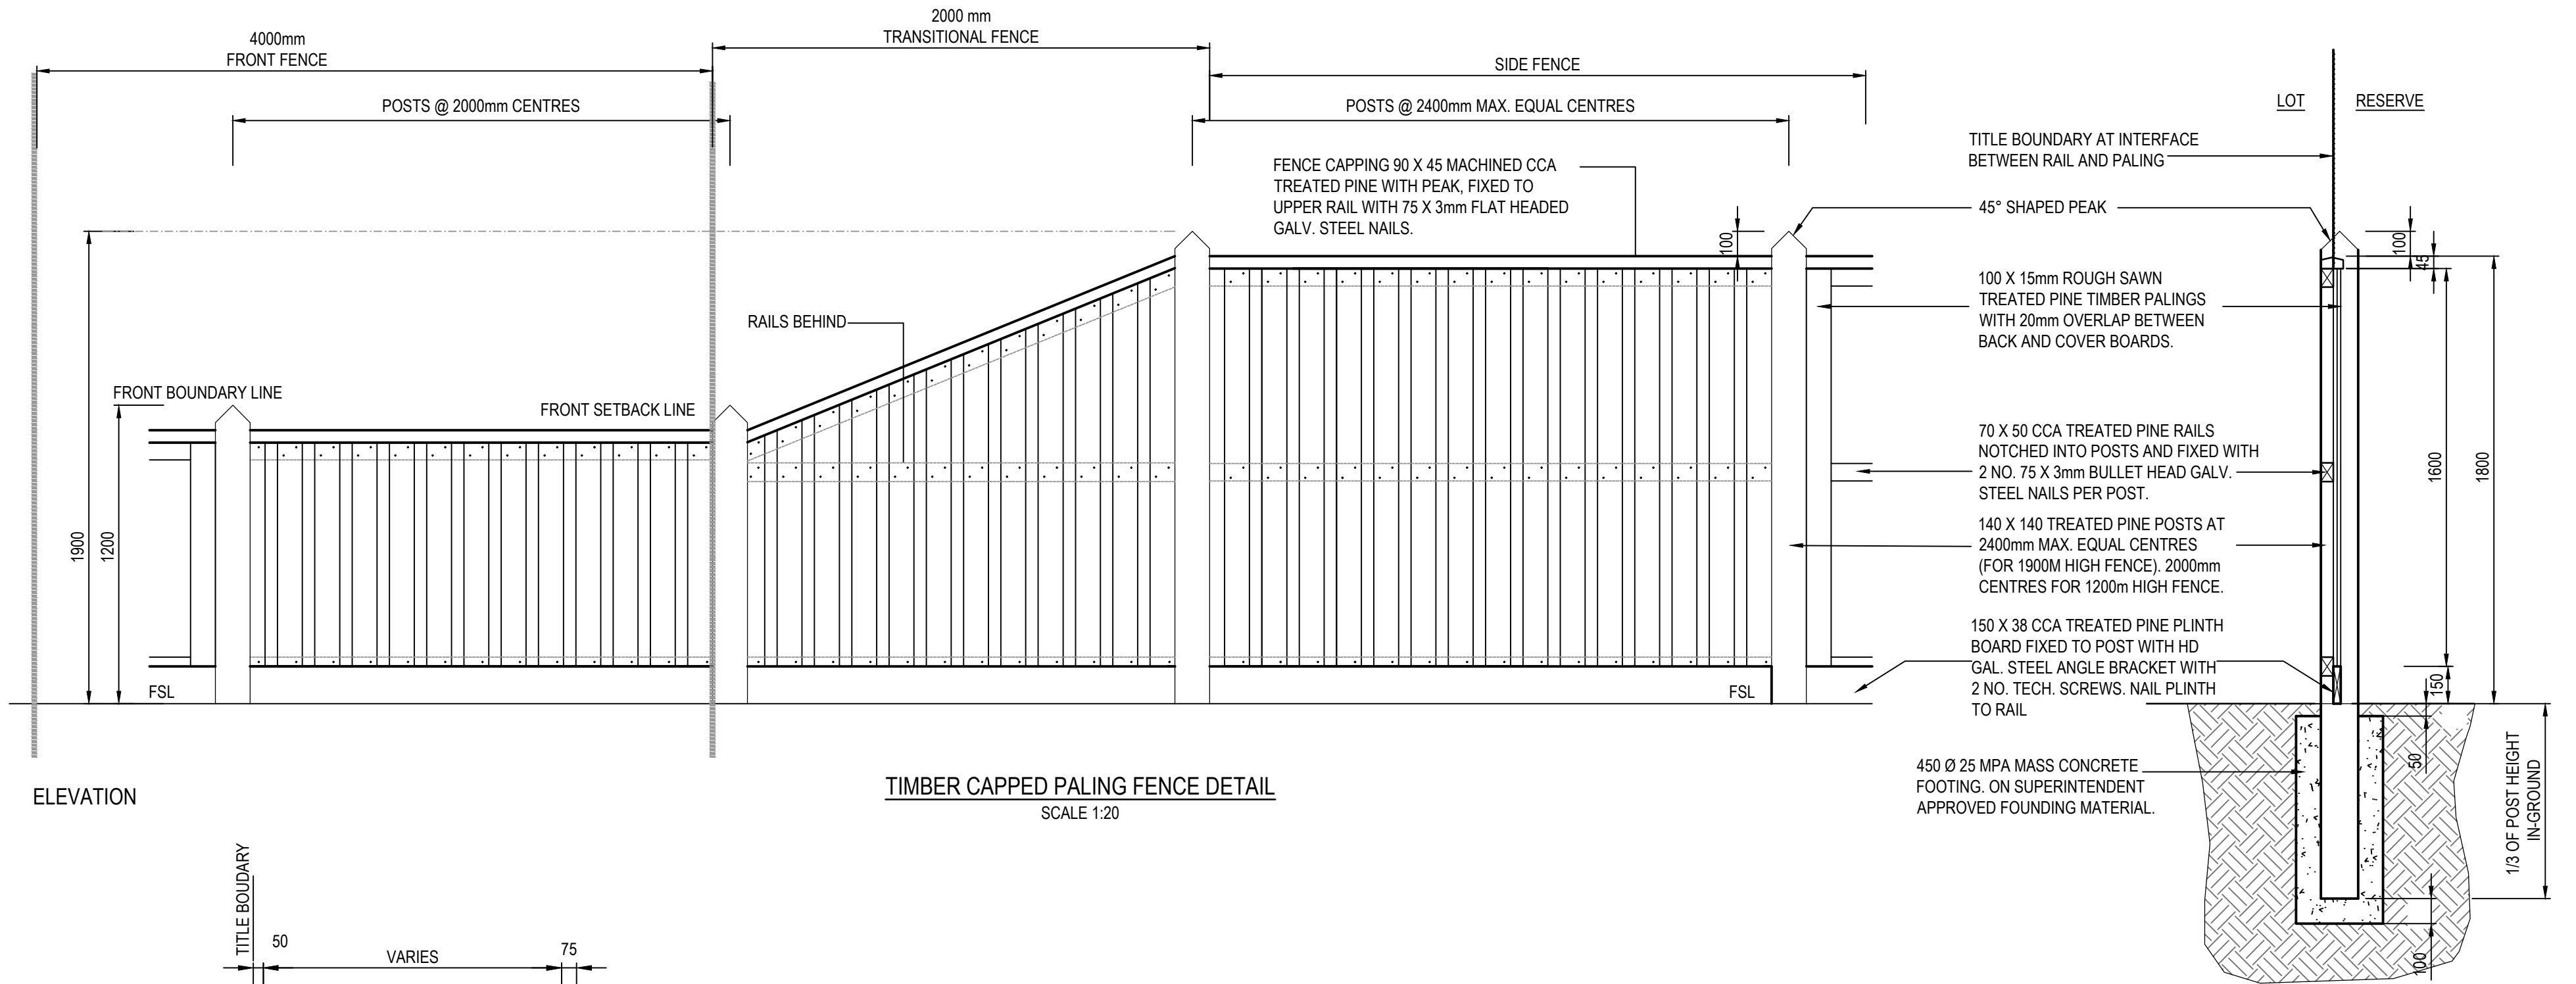 4000mm
FRONT FENCE
2000 mm
TRANSITIONAL FENCE
SIDE FENCE
POSTS @ 2000mm CENTRES
POSTS @ 2400mm MAX. EQUAL CENTRES
LOT
RESERVE
FENCE CAPPING 90 X 45 MACHINED CCA
TREATED PINE WITH PEAK, FIXED TO
UPPER RAIL WITH 75 X 3mm FLAT HEADED
GALV. STEEL NAILS.
TITLE BOUNDARY AT INTERFACE
BETWEEN RAIL AND PALING
45° SHAPED PEAK
100
100
45
100 X 15mm ROUGH SAWN
TREATED PINE TIMBER PALINGS
WITH 20mm OVERLAP BETWEEN
BACK AND COVER BOARDS.
RAILS BEHIND
FRONT BOUNDARY LINE
FRONT SETBACK LINE
70 X 50 CCA TREATED PINE RAILS
NOTCHED INTO POSTS AND FIXED WITH
2 NO. 75 X 3mm BULLET HEAD GALV.
STEEL NAILS PER POST.
1600
1800
1900
1200
140 X 140 TREATED PINE POSTS AT
2400mm MAX. EQUAL CENTRES
(FOR 1900M HIGH FENCE). 2000mm
CENTRES FOR 1200m HIGH FENCE.
150 X 38 CCA TREATED PINE PLINTH
BOARD FIXED TO POST WITH HD
GAL. STEEL ANGLE BRACKET WITH
2 NO. TECH. SCREWS. NAIL PLINTH
TO RAIL
FSL
FSL
150
50
450 Ø 25 MPA MASS CONCRETE
FOOTING. ON SUPERINTENDENT
APPROVED FOUNDING MATERIAL.
1/3 OF POST HEIGHT
IN-GROUND
100
ELEVATION
TIMBER CAPPED PALING FENCE DETAIL
SCALE 1:20
TITLE BOUDARY
50
VARIES
75